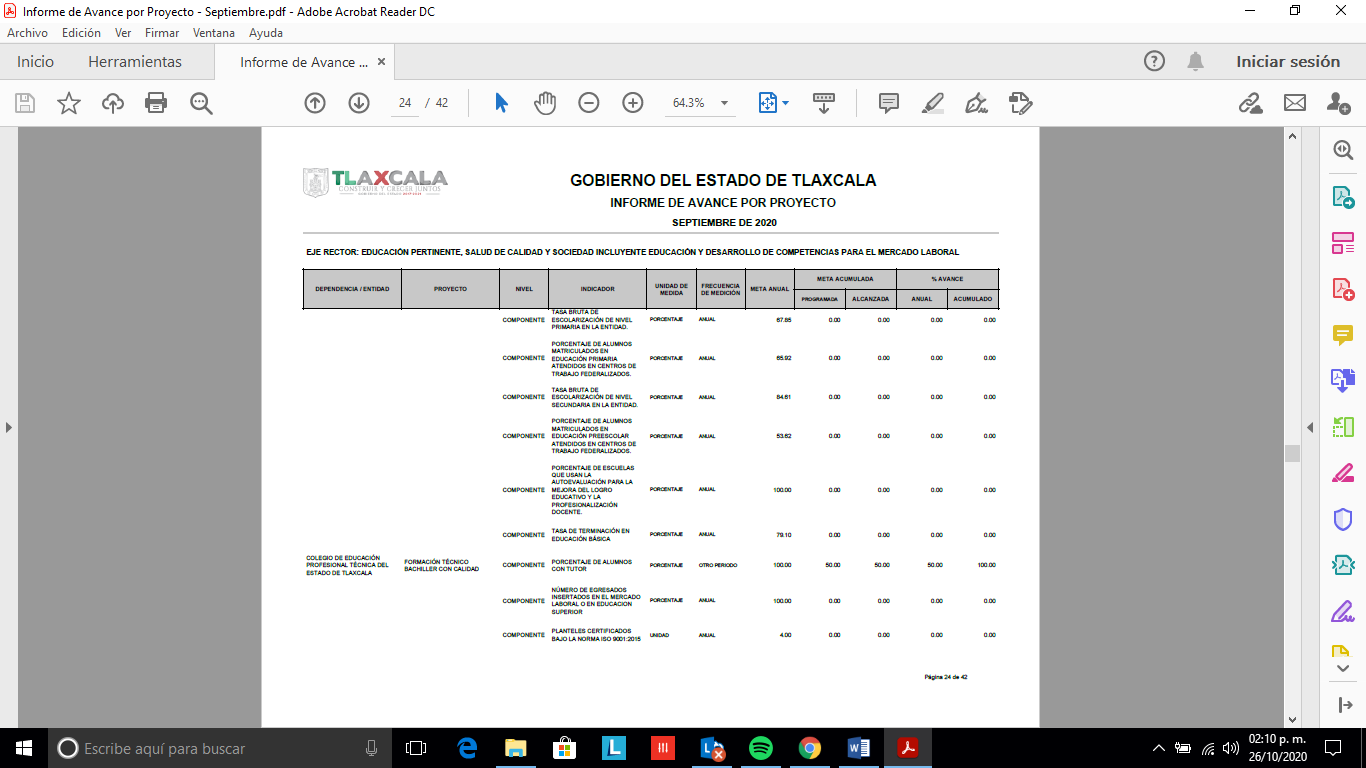 Informe de Avance por Proyecto - Septiembre.pdf - Adobe Acrobat Reader DC
Archivo Edición Ver Firmar Ventana Ayuda
Inicio Herramientas Informe de Avance ... × Iniciar sesión
24 / 42 64.3%
TLAXCALA
CONSTRUIR Y CRECER JUNTOS
GOBIERNO DEL ESTADO DE TLAXCALA
INFORME DE AVANCE POR PROYECTO
SEPTIEMBRE DE 2020
EJE RECTOR: EDUCACIÓN PERTINENTE, SALUD DE CALIDAD Y SOCIEDAD INCLUYENTE EDUCACIÓN Y DESARROLLO DE COMPETENCIAS PARA EL MERCADO LABORAL
DEPENDENCIA / ENTIDAD PROYECTO NIVEL INDICADOR UNIDAD DE MEDIDA FRECUENCIA DE MEDICIÓN META ANUAL META ACUMULADA % AVANCE
PROGRAMADA ALCANZADA ANUAL ACUMULADO
TASA BRUTA DE
COMPONENTE ESCOLARIZACIÓN DE NIVEL PORCENTAJE ANUAL 67.85 0.00 0.00 0.00 0.00
PRIMARIA EN LA ENTIDAD.
PORCENTAJE DE ALUMNOS
MATRICULADOS EN
COMPONENTE EDUCACIÓN PRIMARIA PORCENTAJE ANUAL 65.92 0.00 0.00 0.00 0.00
ATENDIDOS EN CENTROS DE
TRABAJO FEDERALIZADOS.
TASA BRUTA DE
COMPONENTE ESCOLARIZACIÓN DE NIVEL PORCENTAJE ANUAL 84.61 0.00 0.00 0.00 0.00
SECUNDARIA EN LA ENTIDAD.
PORCENTAJE DE ALUMNOS
MATRICULADOS EN
COMPONENTE EDUCACIÓN PREESCOLAR PORCENTAJE ANUAL 53.62 0.00 0.00 0.00 0.00
ATENDIDOS EN CENTROS DE
TRABAJO FEDERALIZADOS.
PORCENTAJE DE ESCUELAS
QUE USAN LA
AUTOEVALUACIÓN PARA LA
COMPONENTE MEJORA DEL LOGRO PORCENTAJE ANUAL 100.00 0.00 0.00 0.00 0.00
EDUCATIVO Y LA
PROFESIONALIZACIÓN
DOCENTE.
COMPONENTE TASA DE TERMINACIÓN EN PORCENTAJE ANUAL 79.10 0.00 0.00 0.00 0.00
EDUCACIÓN BÁSICA
COLEGIO DE EDUCACIÓN
PROFESIONAL TÉCNICA DEL FORMACIÓN TÉCNICO COMPONENTE PORCENTAJE DE ALUMNOS PORCENTAJE OTRO PERIODO 100.00 50.00 50.00 50.00 100.00
ESTADO DE TLAXCALA BACHILLER CON CALIDAD CON TUTOR
NÚMERO DE EGRESADOS
COMPONENTE INSERTADOS EN EL MERCADO PORCENTAJE ANUAL 100.00 0.00 0.00 0.00 0.00
LABORAL O EN EDUCACION
SUPERIOR
COMPONENTE PLANTELES CERTIFICADOS UNIDAD ANUAL 4.00 0.00 0.00 0.00 0.00
BAJO LA NORMA ISO 9001:2015
Página 24 de 42
Escribe aquí para buscar
02:10 p. m.
26/10/2020